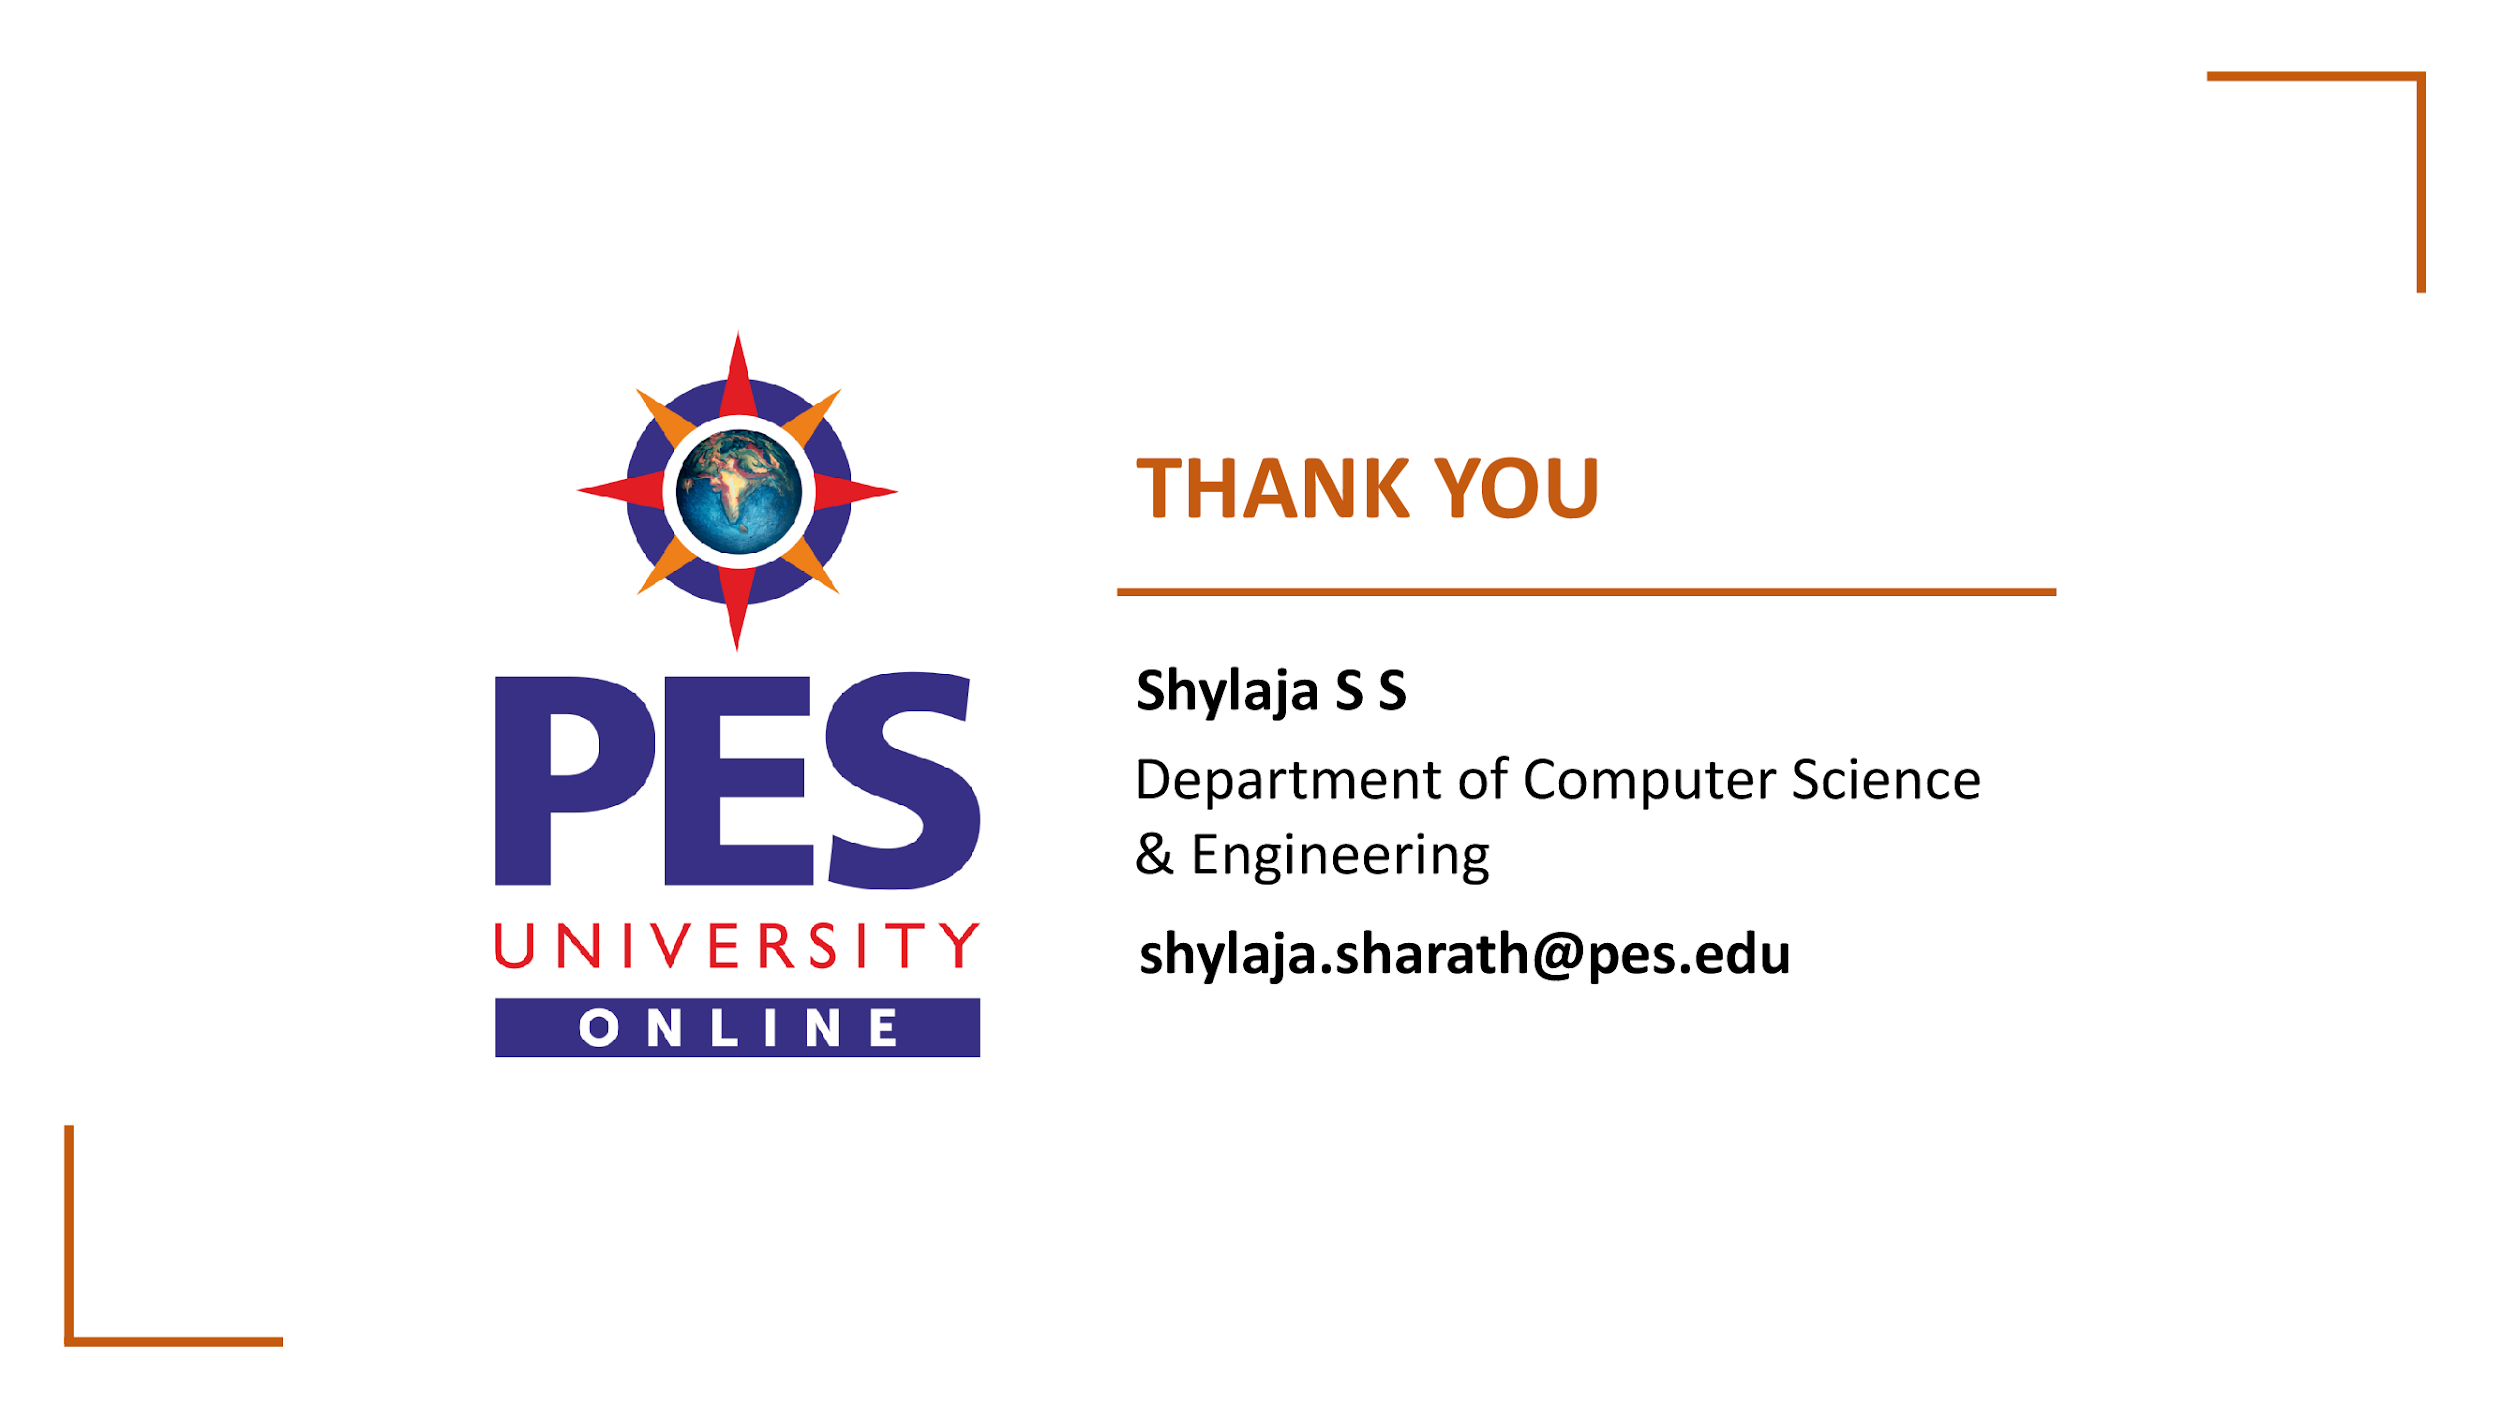 PES
UNIVERSITY
ONLINE
THANK YOU
Shylaja S S
Department of Computer Science
& Engineering
shylaja.sharath@pes.edu